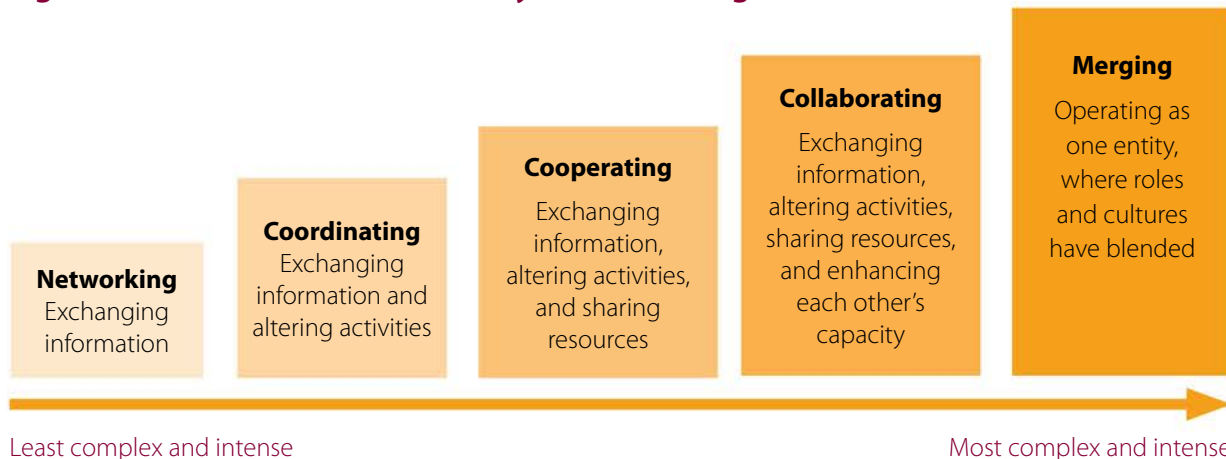 Networking
Exchanging
information
Coordinating
Exchanging
information and
altering activities
Cooperating
Exchanging
information,
altering activities,
and sharing
resources
Collaborating
Exchanging
information,
altering activities,
sharing resources,
and enhancing
each other’s
capacity
Merging
Operating as
one entity,
where roles
and cultures
have blended
Least complex and intense
Most complex and intense